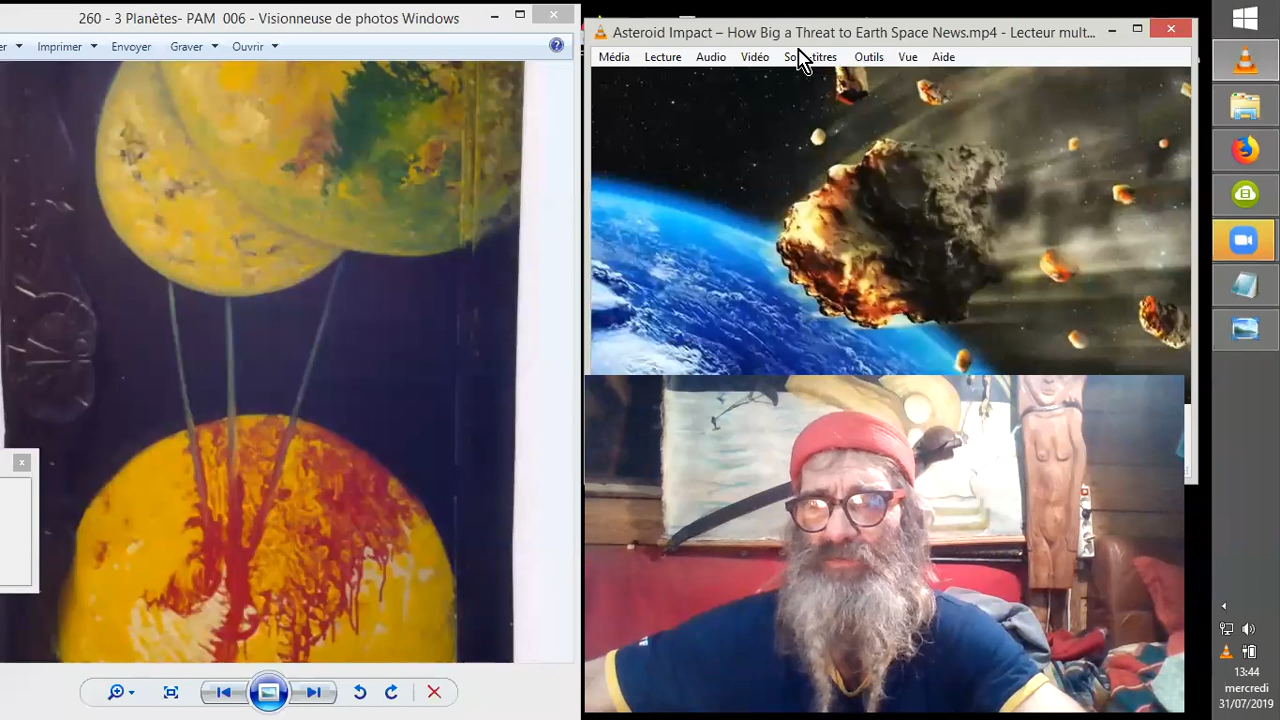 260 - 3 Planètes- PAM 006 - Visionneuse de photos Windows
Imprimer Envoyer Graver Ouvrir
Asteroid Impact – How Big a Threat to Earth Space News.mp4 - Lecteur mult...
Média Lecture Audio Vidéo Outils Vue Aide
13:44
mercredi
31/07/2019